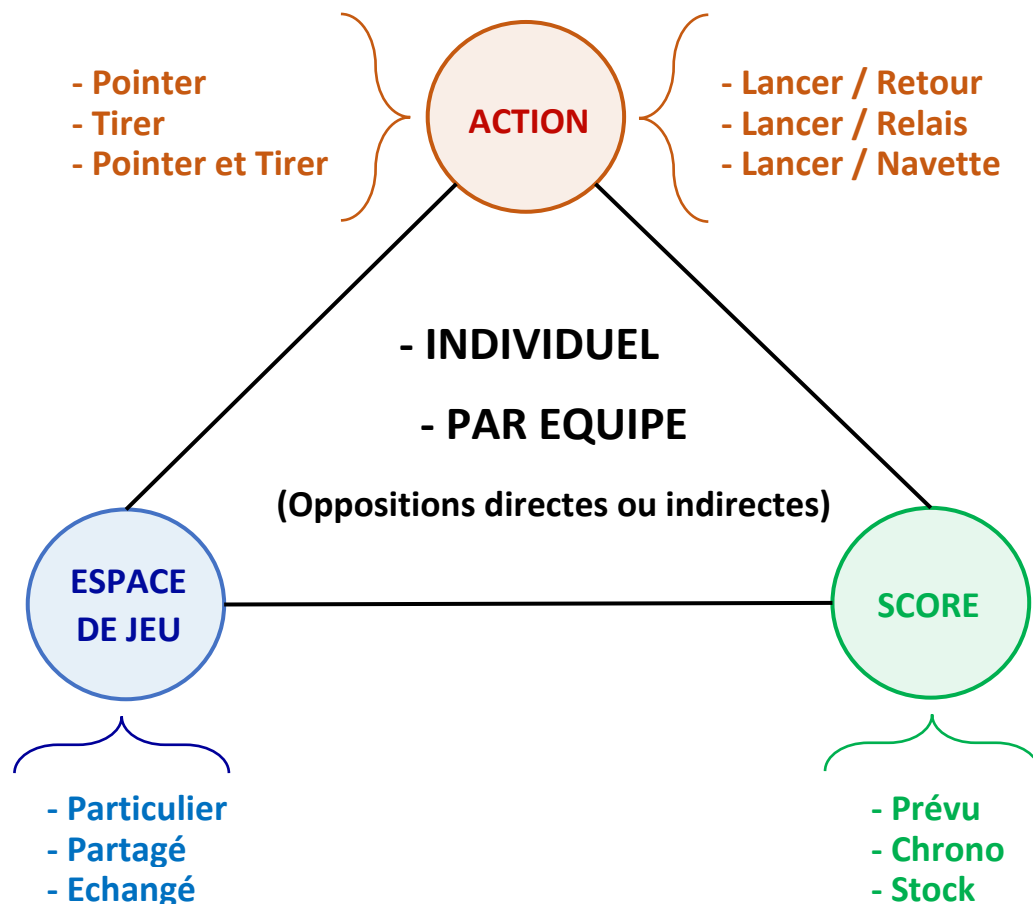 - Pointer
- Tirer
- Pointer et Tirer
ACTION
- Lancer / Retour
- Lancer / Relais
- Lancer / Navette
- INDIVIDUEL
- PAR EQUIPE
(Oppositions directes ou indirectes)
ESPACE
DE JEU
SCORE
- Particulier
- Partagé
- Echangé
- Prévu
- Chrono
- Stock